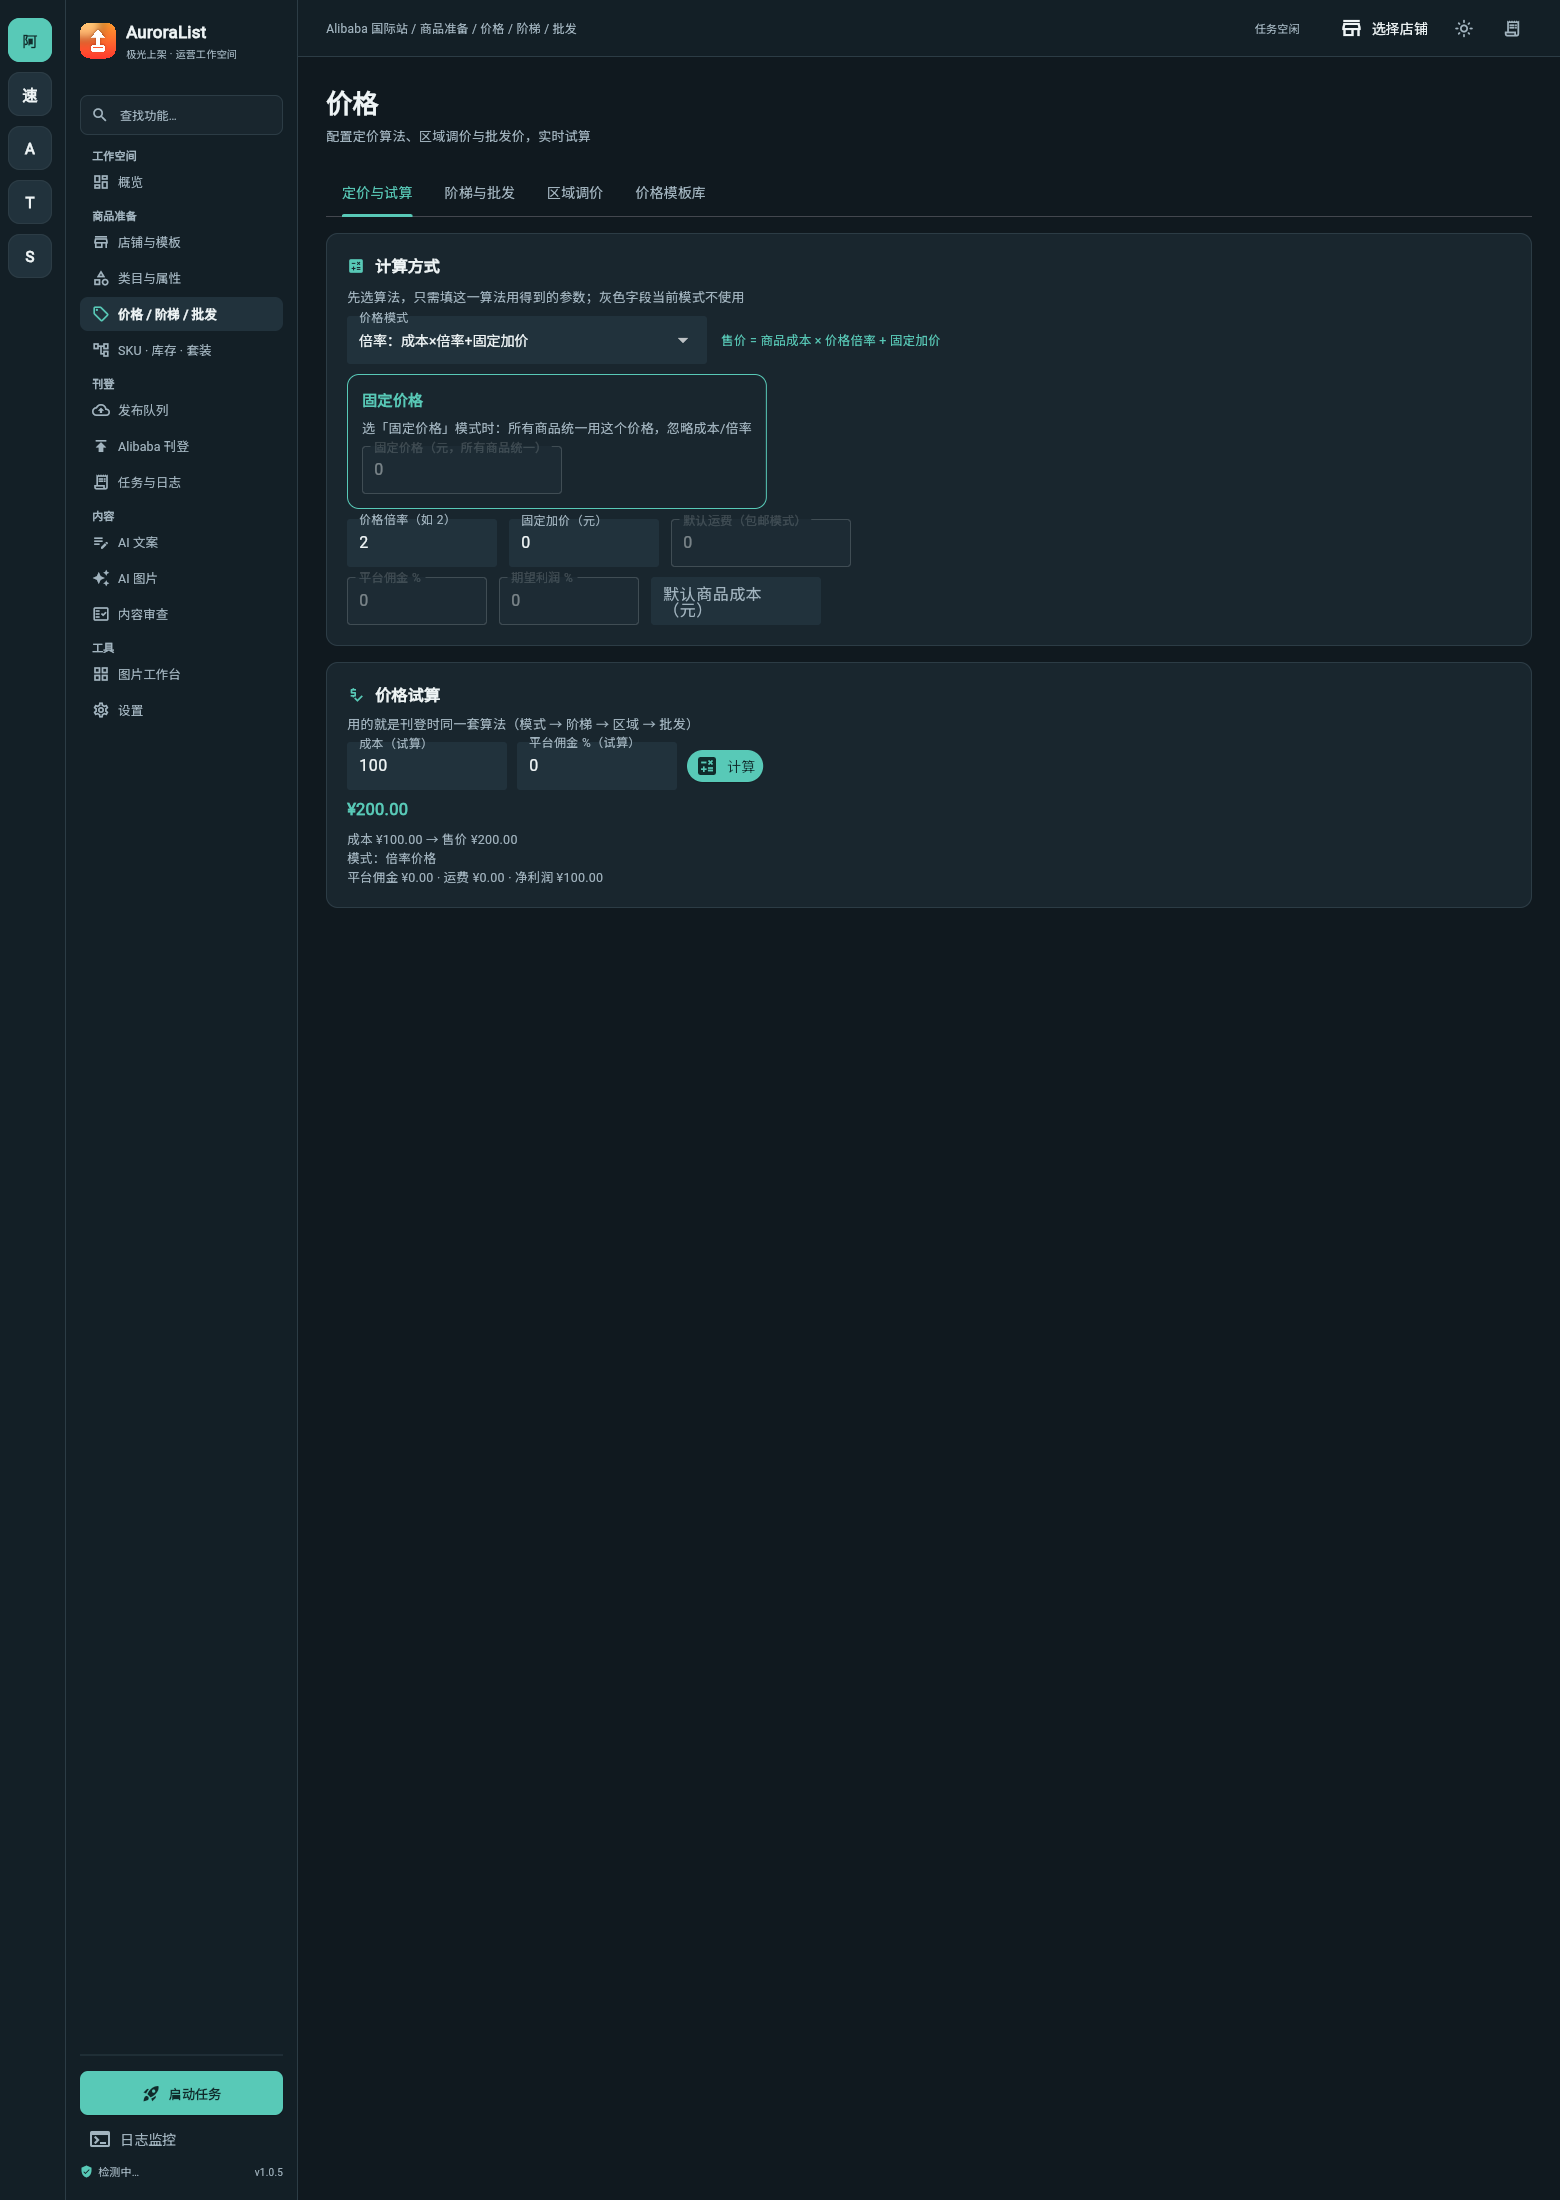 阿
速
A
T
S
AuroraList
极光上架 · 运营工作空间
查找功能...
工作空间
概览
商品准备
店铺与模板
类目与属性
价格 / 阶梯 / 批发
SKU · 库存 · 套装
刊登
发布队列
Alibaba 刊登
任务与日志
内容
AI 文案
AI 图片
内容审查
工具
图片工作台
设置
启动任务
日志监控
检测中...
v1.0.5
Alibaba 国际站 / 商品准备 / 价格 / 阶梯 / 批发
任务空闲
选择店铺
价格
配置定价算法、区域调价与批发价，实时试算
定价与试算
阶梯与批发
区域调价
价格模板库
计算方式
先选算法，只需填这一算法用得到的参数；灰色字段当前模式不使用
价格模式
倍率：成本×倍率+固定加价
售价 = 商品成本 × 价格倍率 + 固定加价
固定价格
选「固定价格」模式时：所有商品统一用这个价格，忽略成本/倍率
固定价格（元，所有商品统一）
0
价格倍率（如 2）
2
固定加价（元）
0
默认运费（包邮模式）
0
平台佣金 %
0
期望利润 %
0
默认商品成本
（元）
价格试算
用的就是刊登时同一套算法（模式 → 阶梯 → 区域 → 批发）
成本（试算）
100
平台佣金 %（试算）
0
计算
¥200.00
成本 ¥100.00 → 售价 ¥200.00
模式：倍率价格
平台佣金 ¥0.00 · 运费 ¥0.00 · 净利润 ¥100.00